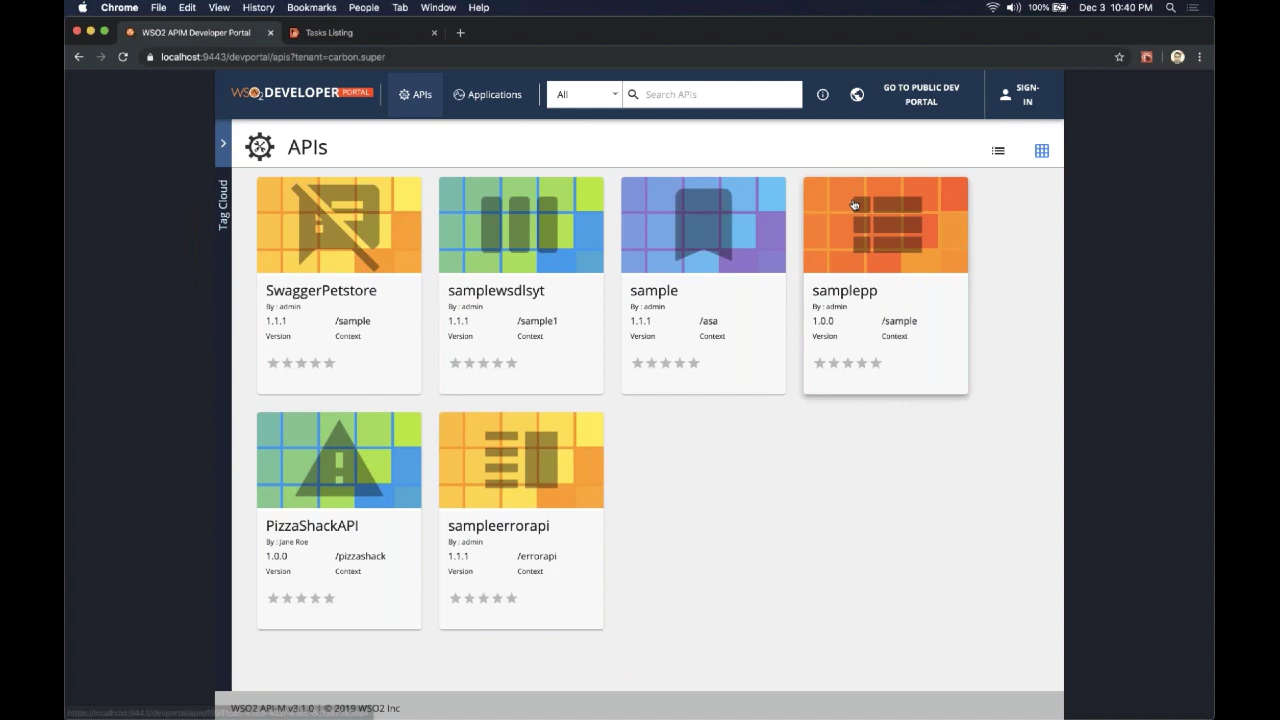 Chrome File Edit View History Bookmarks People Tab Window Help 100% Dec 3 10:40 PM
WSO2 APIM Developer Portal Tasks Listing
localhost:9443/devportal/apis?tenant=carbon.super
WSO2 DEVELOPER PORTAL APIs Applications All Search APIs GO TO PUBLIC DEV PORTAL SIGN-IN
APIs
Tag Cloud
SwaggerPetstore samplewsdlsyt sample samplepp
By : admin By : admin By : admin By : admin
1.1.1 /sample 1.1.1 /sample1 1.1.1 /asa 1.0.0 /sample
Version Context Version Context Version Context Version Context
PizzaShackAPI sampleerrorapi
By : Jane Roe By : admin
1.0.0 /pizzashack 1.1.1 /errorapi
Version Context Version Context
WSO2 API-M v3.1.0 | © 2019 WSO2 Inc